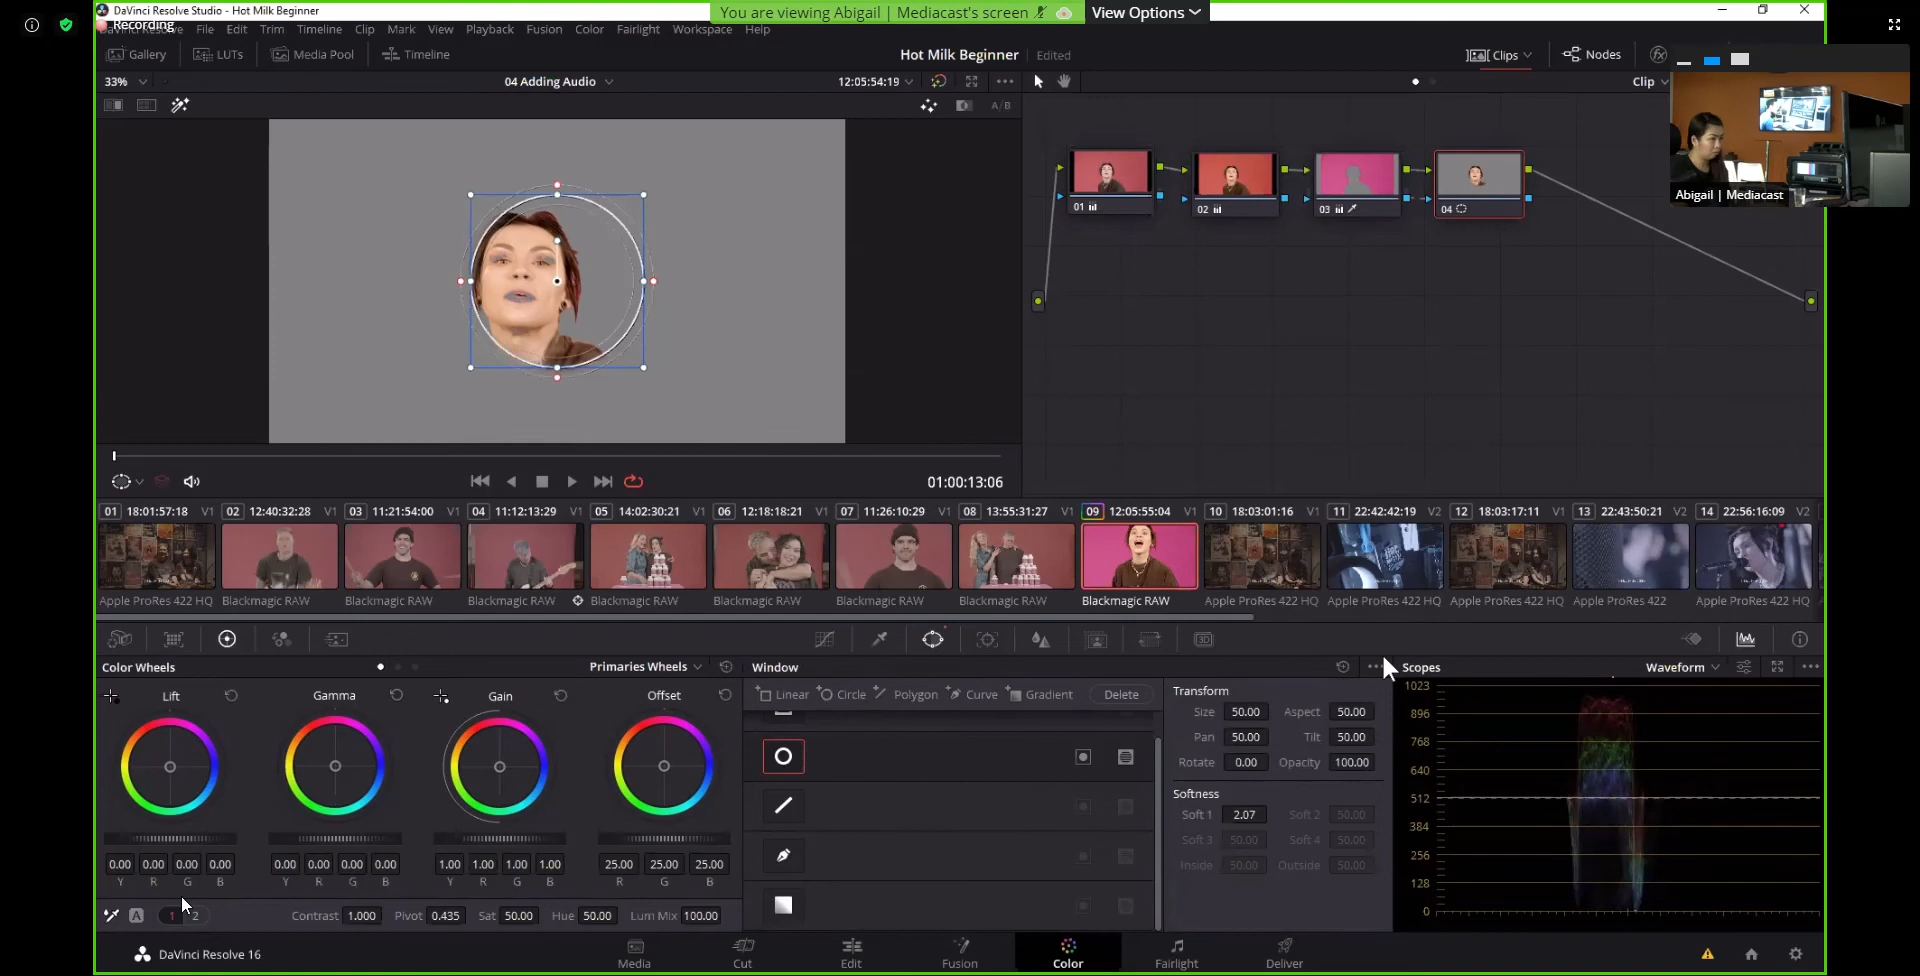 DaVinci Resolve Studio - Hot Milk Beginner
You are viewing Abigail | Mediacast's screen
View Options
Recording
File Edit Trim Timeline Clip Mark View Playback Fusion Color Fairlight Workspace Help
Gallery LUTs Media Pool Timeline
Hot Milk Beginner Edited
Clips Nodes
33% 04 Adding Audio 12:05:54:19 Clip
A/B
Abigail | Mediacast
01 02 03 04
01:00:13:06
01 18:01:57:18 V1 02 12:40:32:28 V1 03 11:21:54:00 V1 04 11:12:13:29 V1 05 14:02:30:21 V1 06 12:18:18:21 V1 07 11:26:10:29 V1 08 13:55:31:27 V1 09 12:05:55:04 V1 10 18:03:01:16 V1 11 22:42:42:19 V2 12 18:03:17:11 V1 13 22:43:50:21 V2 14 22:56:16:09 V2
Apple ProRes 422 HQ Blackmagic RAW Blackmagic RAW Blackmagic RAW Blackmagic RAW Blackmagic RAW Blackmagic RAW Blackmagic RAW Blackmagic RAW Apple ProRes 422 HQ Apple ProRes 422 HQ Apple ProRes 422 HQ Apple ProRes 422 Apple ProRes 422 HQ
3D
Color Wheels Primaries Wheels
Lift Gamma Gain Offset
0.00 0.00 0.00 0.00 0.00 0.00 0.00 0.00 1.00 1.00 1.00 1.00 25.00 25.00 25.00
Y R G B Y R G B Y R G B R G B
A 1 2 Contrast 1.000 Pivot 0.435 Sat 50.00 Hue 50.00 Lum Mix 100.00
Window
Linear Circle Polygon Curve Gradient Delete
Transform
Size 50.00 Aspect 50.00
Pan 50.00 Tilt 50.00
Rotate 0.00 Opacity 100.00
Softness
Soft 1 2.07 Soft 2 50.00
Soft 3 50.00 Soft 4 50.00
Inside 50.00 Outside 50.00
Scopes Waveform
1023
896
768
640
512
384
256
128
0
DaVinci Resolve 16
Media Cut Edit Fusion Color Fairlight Deliver